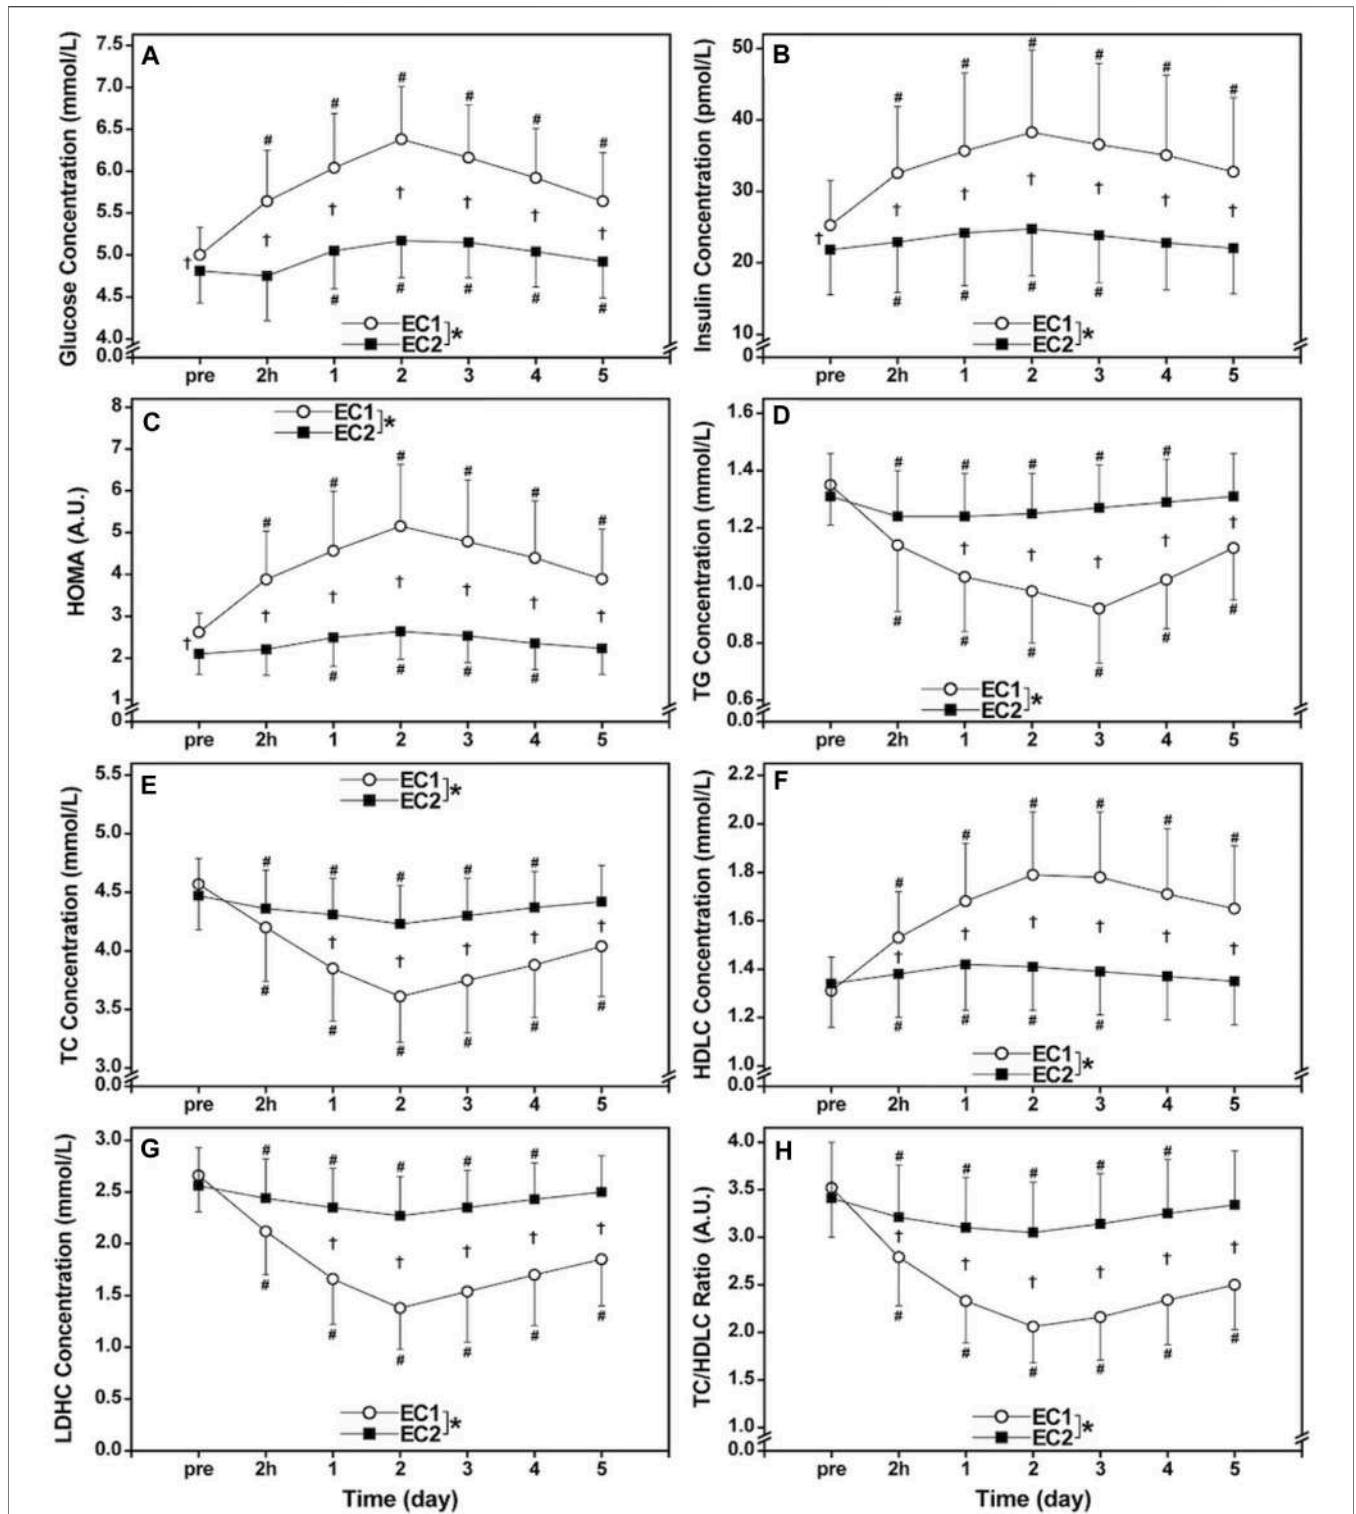 A
Glucose Concentration (mmol/L)
7.5
7.0
6.5
6.0
5.5
5.0
4.5
4.0
0.0
# # # # # #
† † † † † † †
# # # # #
EC1
EC2
*
pre 2h 1 2 3 4 5
B
Insulin Concentration (pmol/L)
50
40
30
20
10
0
# # # # # #
† † † † † † †
# # # #
EC1
EC2
*
pre 2h 1 2 3 4 5
C
HOMA (A.U.)
8
7
6
5
4
3
2
1
0
EC1
EC2
*
# # # # # #
† † † † † † †
# # # #
pre 2h 1 2 3 4 5
D
TG Concentration (mmol/L)
1.6
1.4
1.2
1.0
0.8
0.6
0.0
# # # # #
† † † † †
# # # # # #
EC1
EC2
*
pre 2h 1 2 3 4 5
E
TC Concentration (mmol/L)
5.5
5.0
4.5
4.0
3.5
3.0
0.0
EC1
EC2
*
# # # # #
† † † † †
# # # # # #
pre 2h 1 2 3 4 5
F
HDLC Concentration (mmol/L)
2.2
2.0
1.8
1.6
1.4
1.2
1.0
0.0
# # # # # #
† † † † † †
# # # #
EC1
EC2
*
pre 2h 1 2 3 4 5
G
LDHC Concentration (mmol/L)
3.0
2.5
2.0
1.5
1.0
0.5
0.0
# # # # #
† † † † †
# # # # # #
EC1
EC2
*
pre 2h 1 2 3 4 5
Time (day)
H
TC/HDLC Ratio (A.U.)
4.0
3.5
3.0
2.5
2.0
1.5
1.0
0.0
# # # # #
† † † † † †
# # # # # #
EC1
EC2
*
pre 2h 1 2 3 4 5
Time (day)